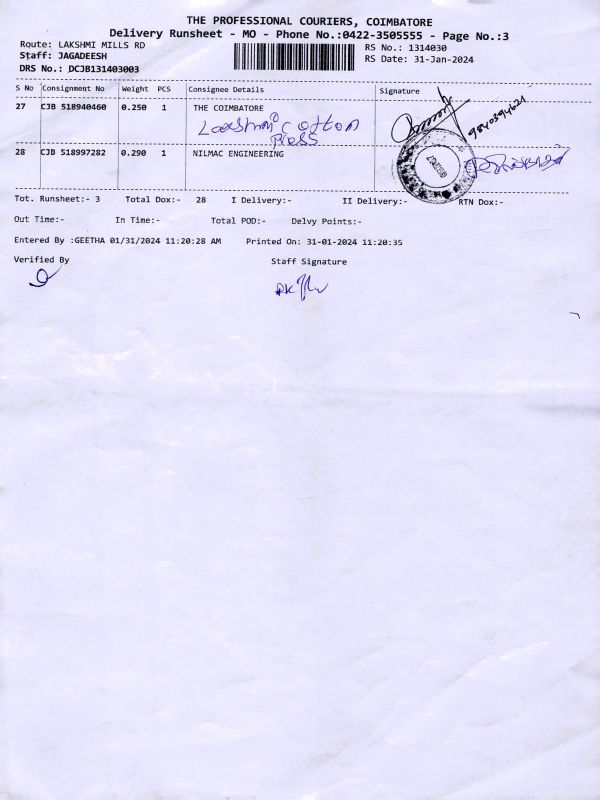 THE PROFESSIONAL COURIERS, COIMBATORE
Delivery Runsheet - MO - Phone No.:0422-3505555 - Page No.:3
Route: LAKSHMI MILLS RD
RS No.: 1314030
Staff: JAGADEESH
RS Date: 31-Jan-2024
DRS No.: DCJB131403003
S No Consignment No Weight PCS Consignee Details Signature
27 CJB 518940460 0.250 1 THE COIMBATORE
Lakshmi cotton
press
9840394621
28 CJB 518997282 0.290 1 NILMAC ENGINEERING
Tot. Runsheet:- 3 Total Dox:- 28 I Delivery:- II Delivery:- RTN Dox:-
Out Time:- In Time:- Total POD:- Delvy Points:-
Entered By :GEETHA 01/31/2024 11:20:28 AM Printed On: 31-01-2024 11:20:35
Verified By Staff Signature